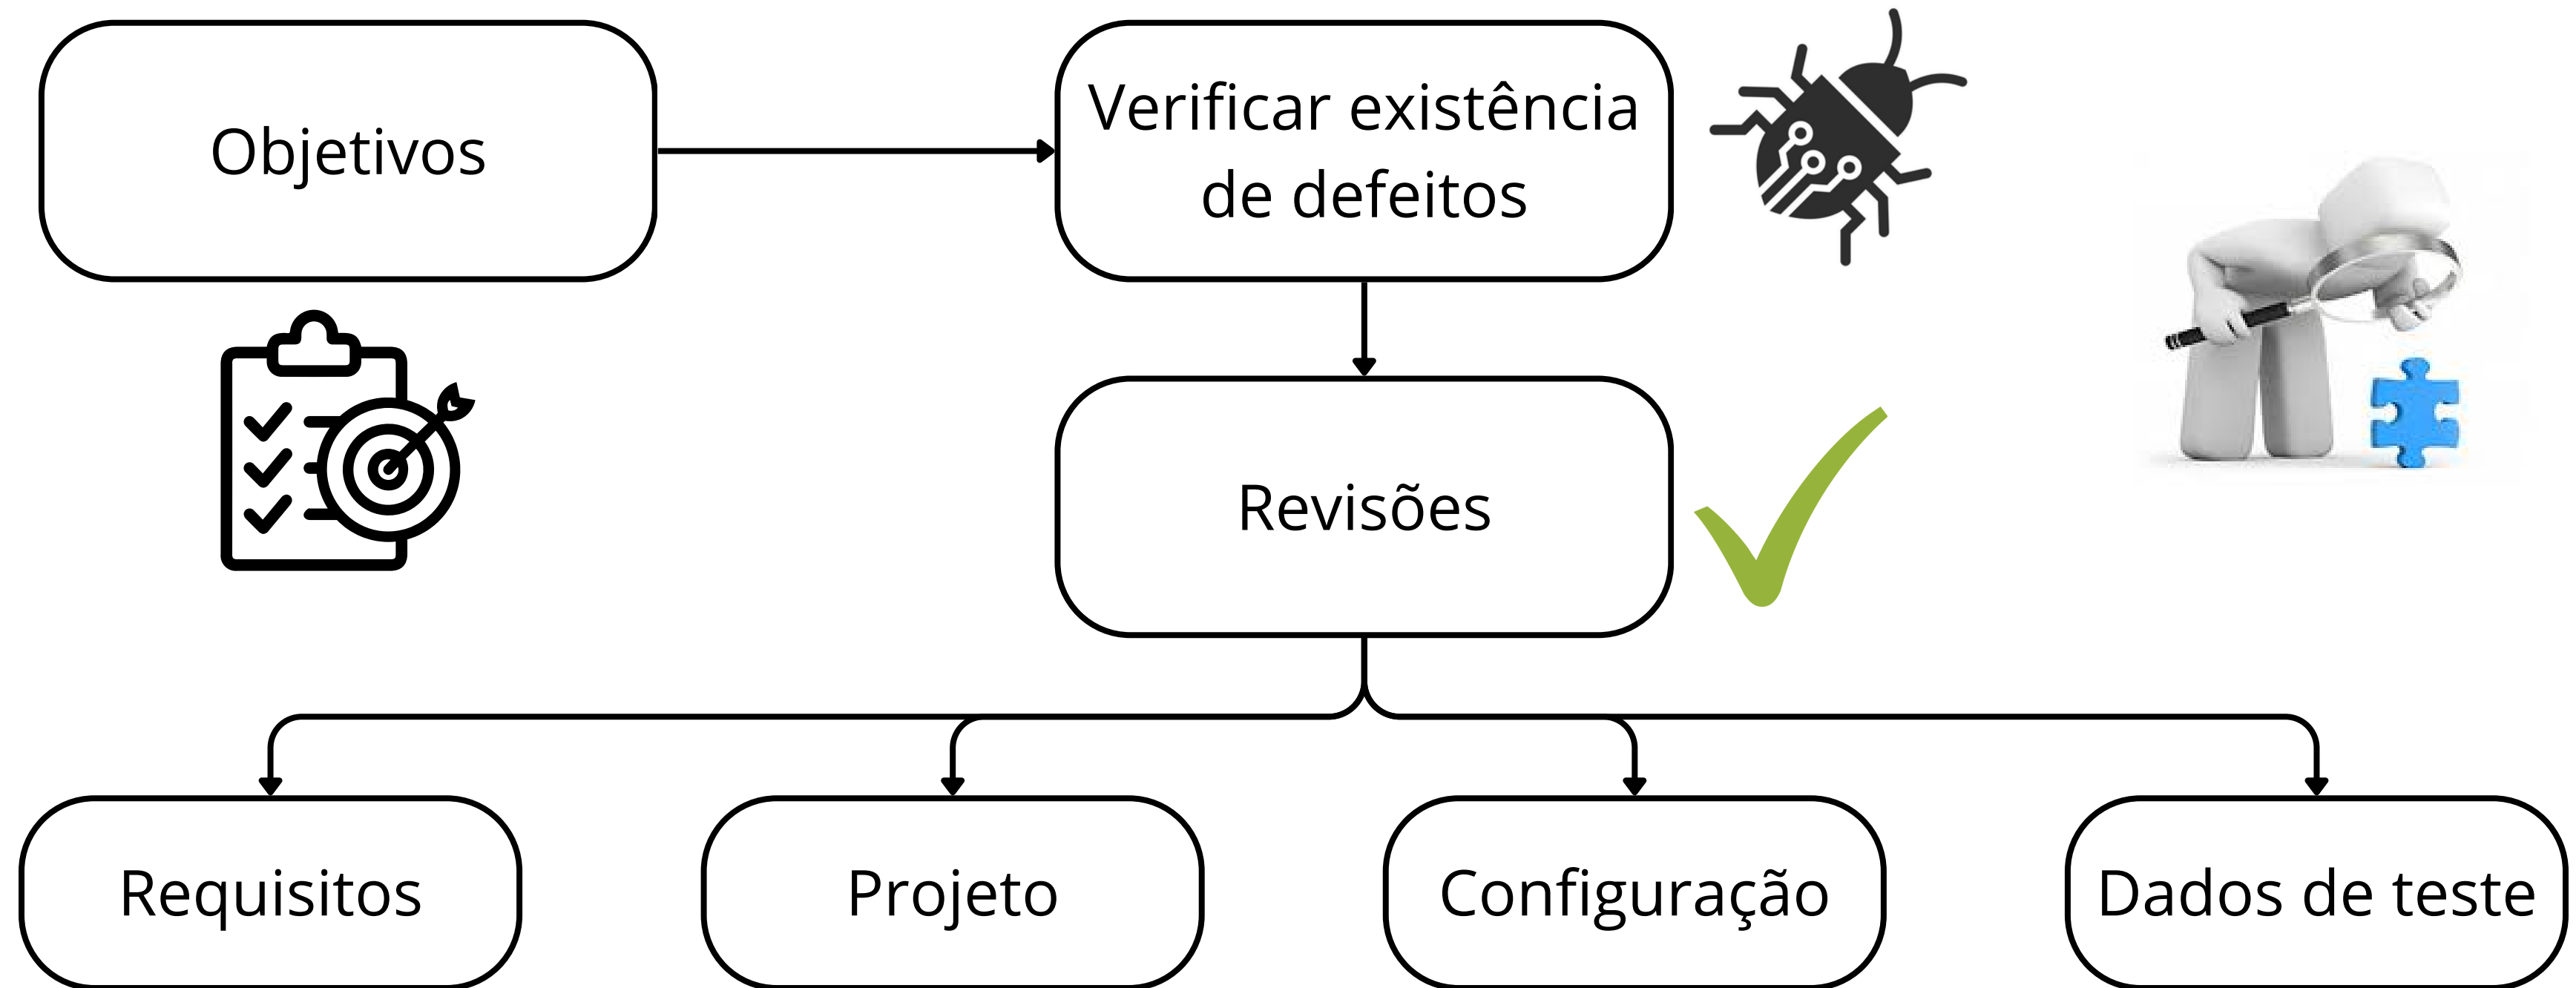 Objetivos
Verificar existência
de defeitos
Revisões
Requisitos
Projeto
Configuração
Dados de teste